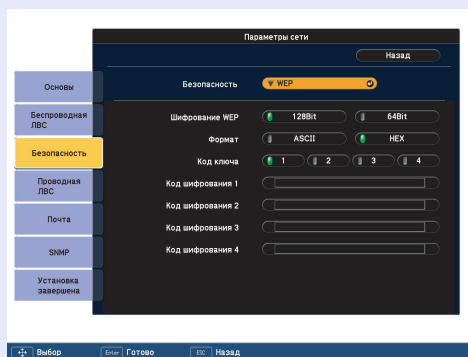 Параметры сети
Назад
Основы
Беспроводная
ЛВС
Безопасность
Проводная
ЛВС
Почта
SNMP
Установка
завершена
Безопасность WEP
Шифрование WEP 128Bit 64Bit
Формат ASCII HEX
Код ключа 1 2 3 4
Код шифрования 1
Код шифрования 2
Код шифрования 3
Код шифрования 4
Выбор Enter Готово ESC Назад